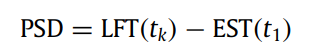 PSD = LFT(tₖ) − EST(t₁)